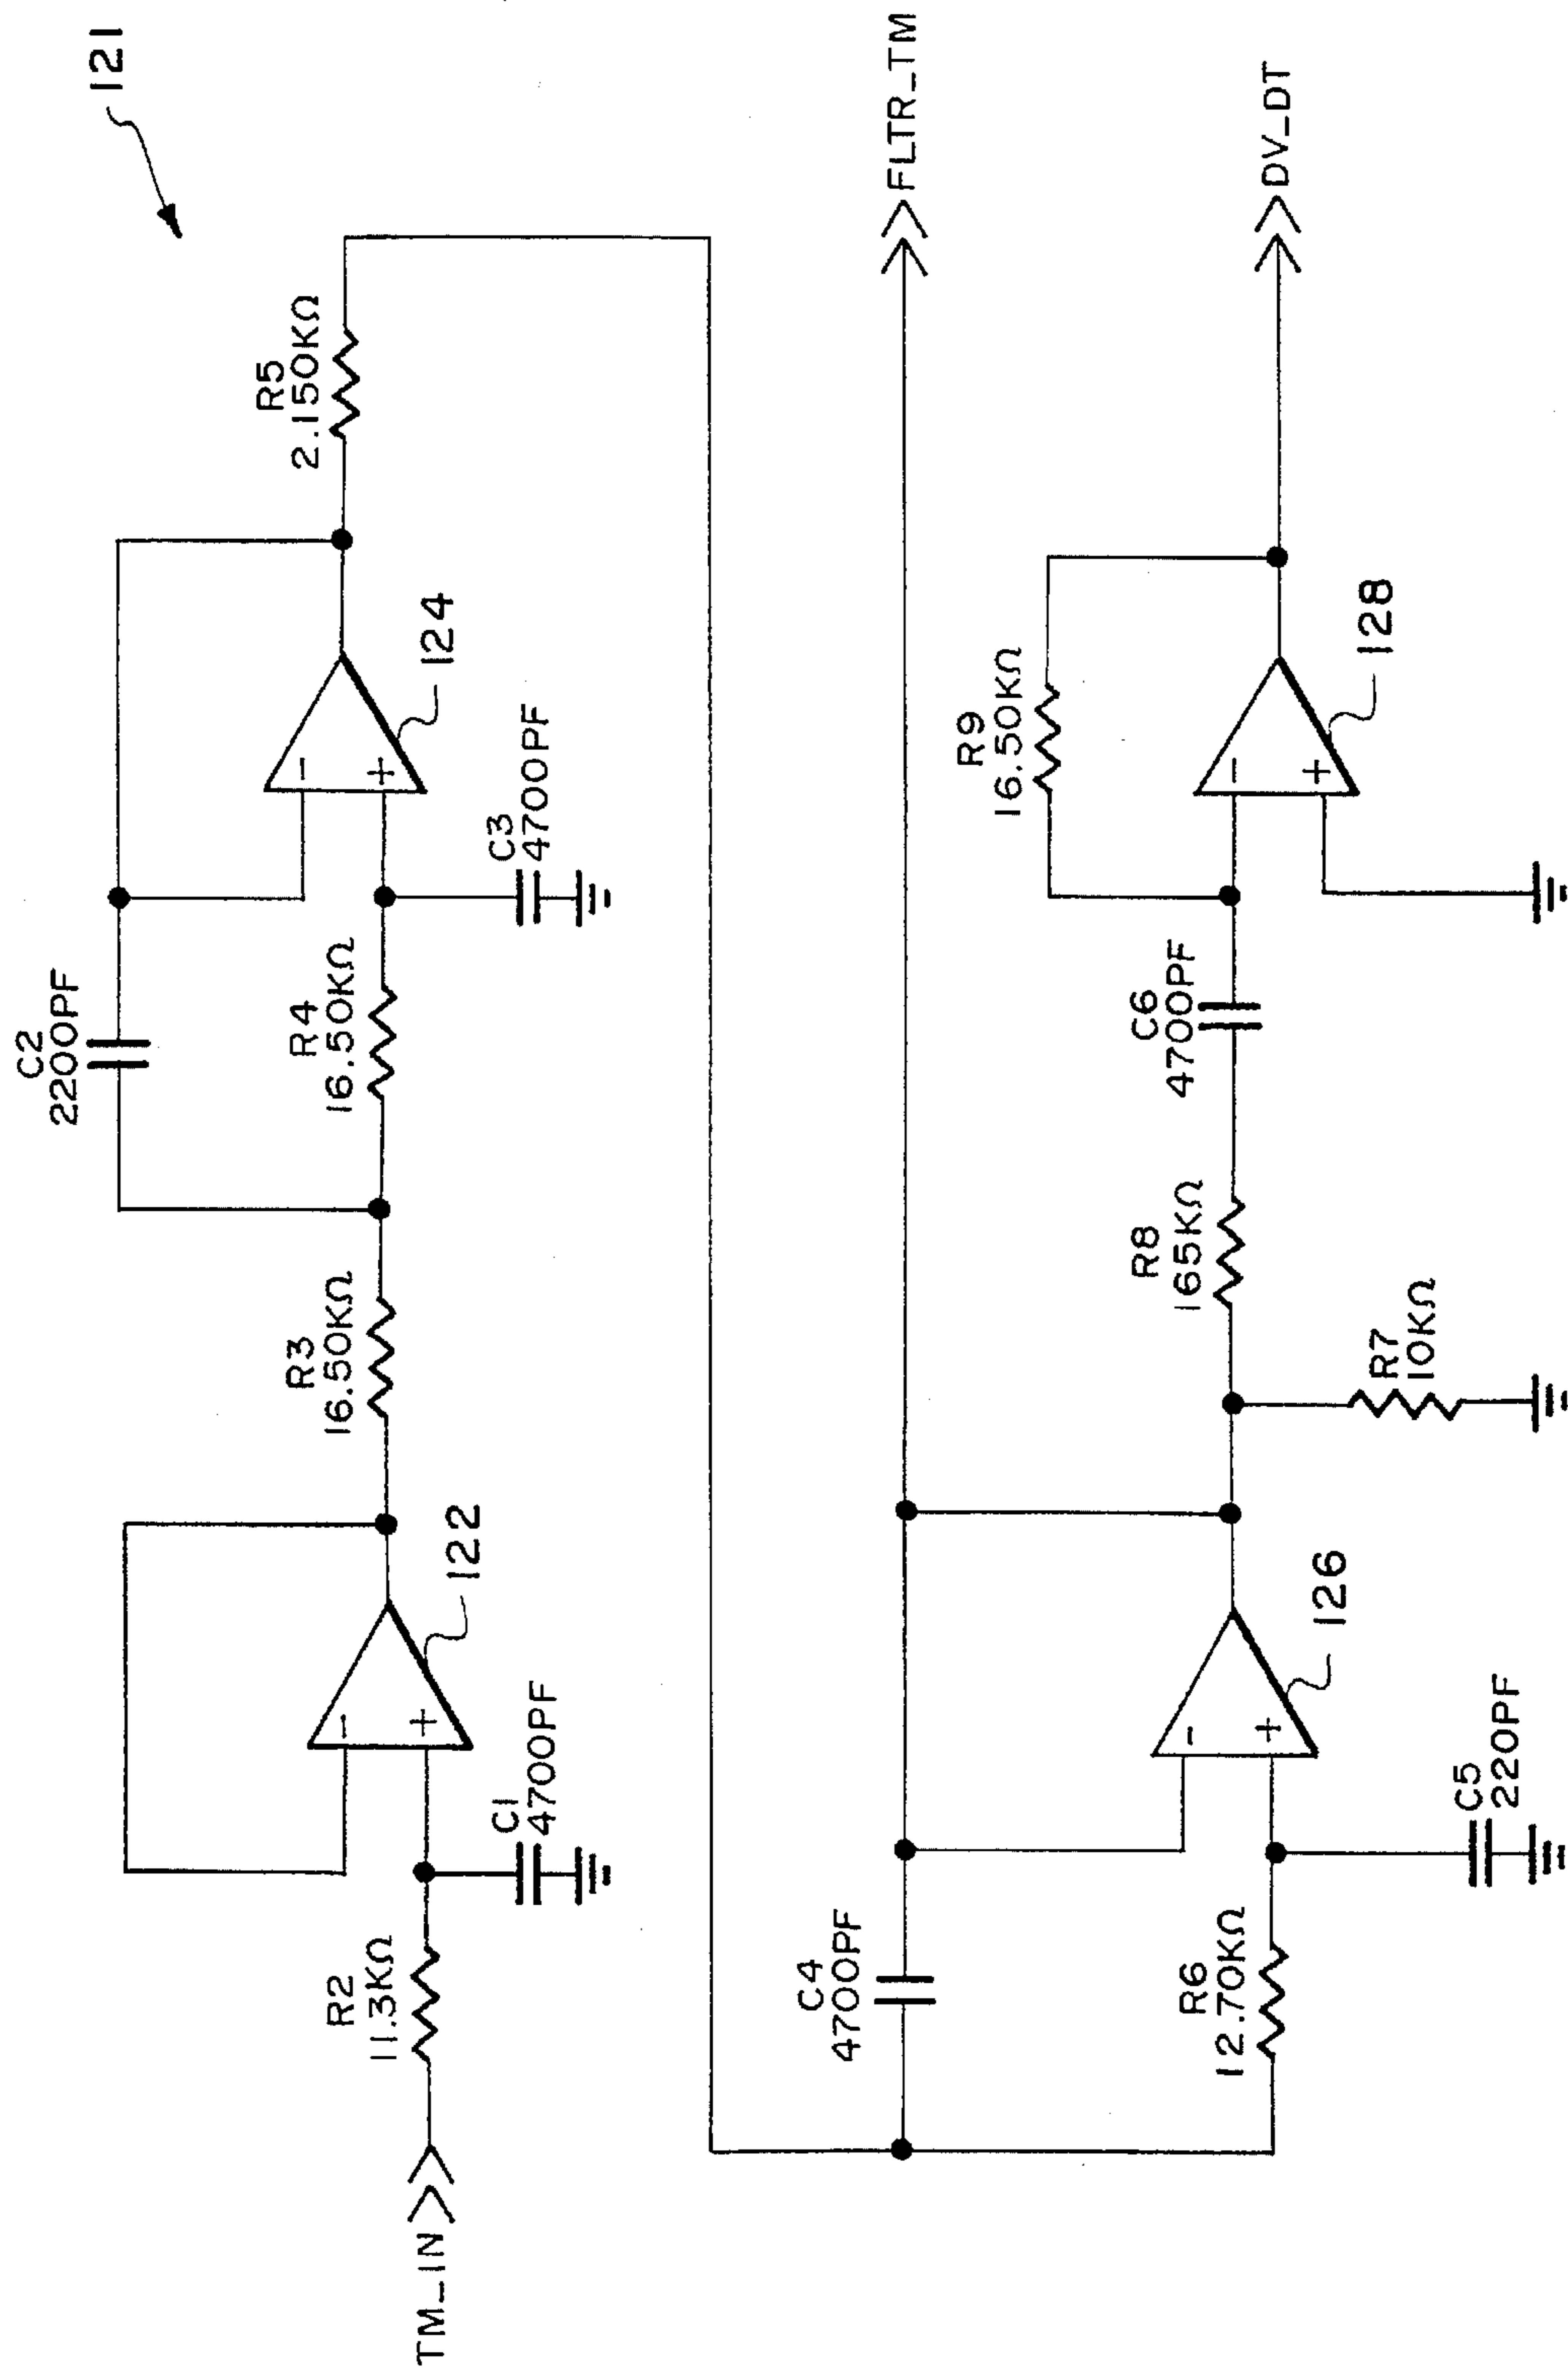 121
C2
2200PF
R5
2.150KΩ
R3
16.50KΩ
R4
16.50KΩ
124
C3
4700PF
122
R2
11.3KΩ
C1
4700PF
TM_IN
-
+
-
+
FLTR_TM
C4
4700PF
R9
16.50KΩ
DV_DT
128
C6
4700PF
R8
165KΩ
R7
10KΩ
126
R6
12.70KΩ
C5
220PF
-
+
-
+